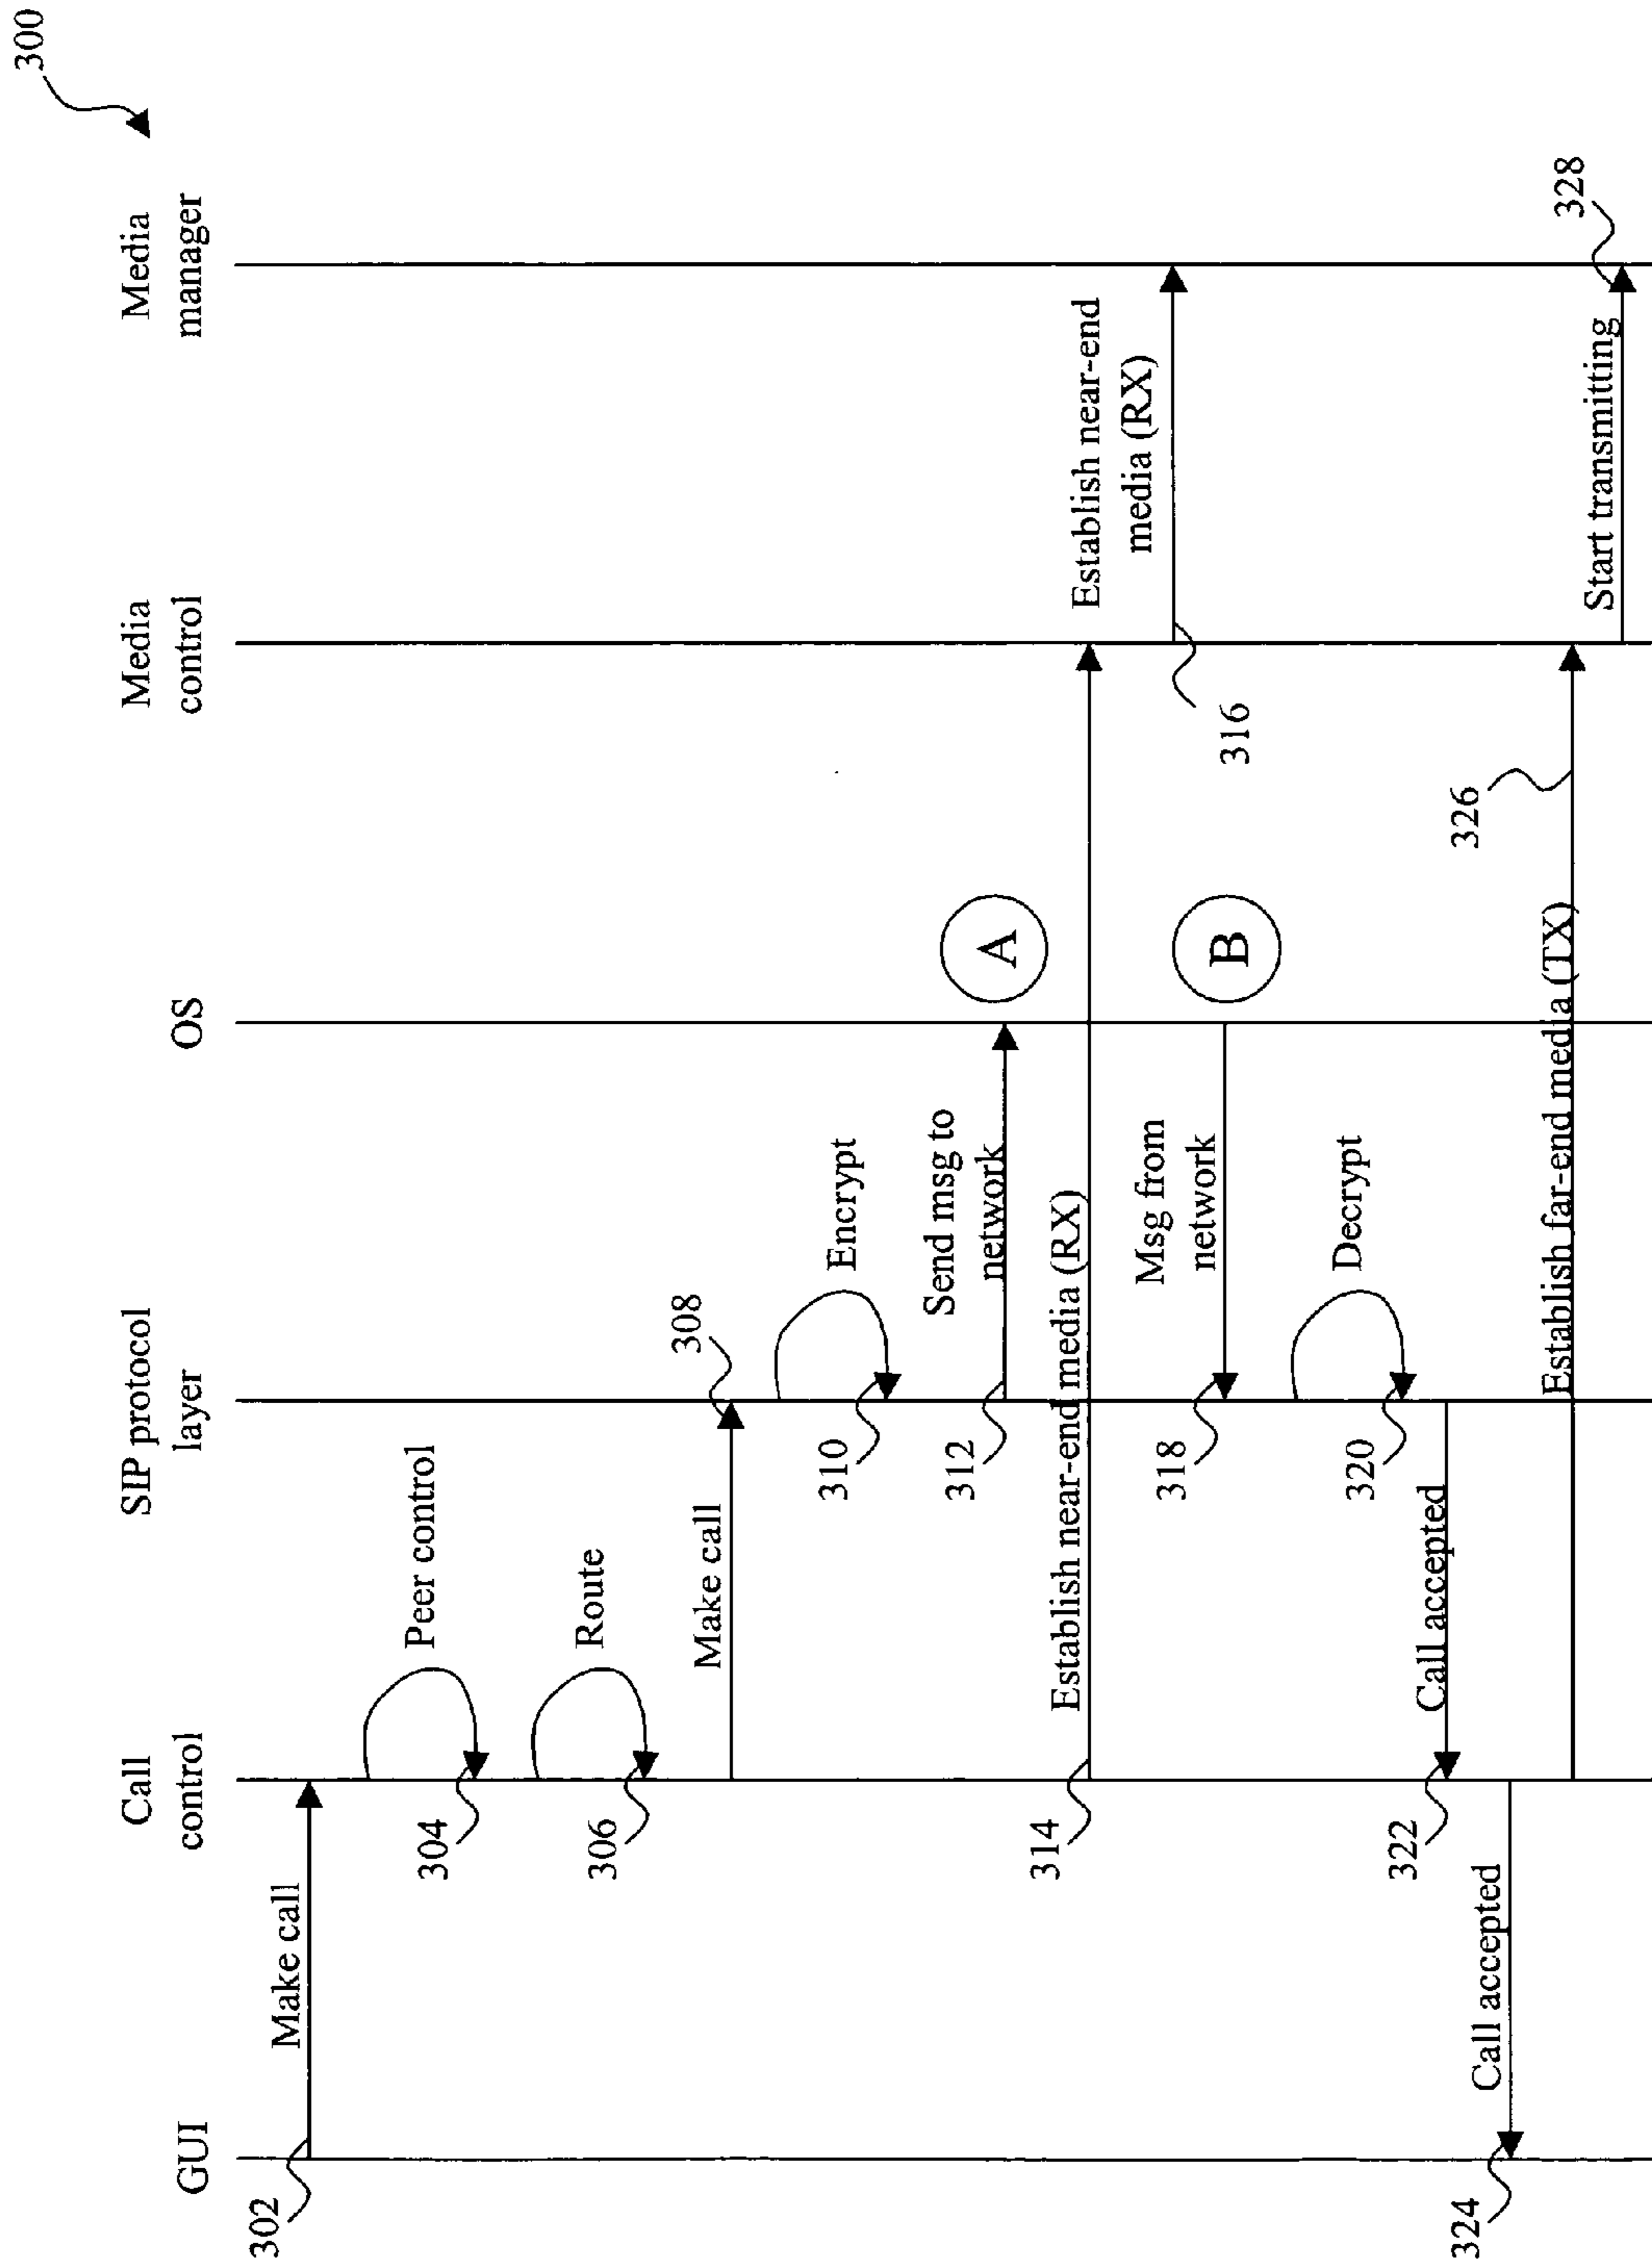 300
GUI
Call
control
SIP protocol
layer
OS
Media
control
Media
manager
302
Make call
Peer control
304
Route
306
Make call
308
Encrypt
310
Send msg to
network
312
A
Establish near-end media (RX)
314
Establish near-end
media (RX)
316
Msg from
network
318
B
Decrypt
320
Call accepted
322
Call accepted
324
Establish far-end media (TX)
326
Start transmitting
328